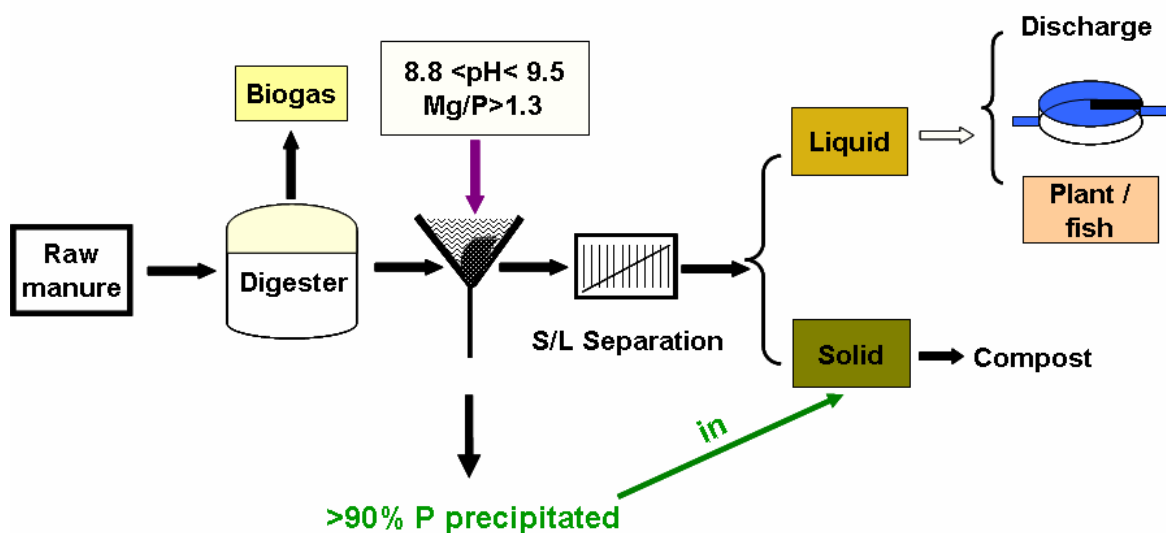 Discharge
8.8 <pH< 9.5
Mg/P>1.3
Biogas
Liquid
Plant /
fish
Raw
manure
Digester
S/L Separation
Solid
Compost
in
>90% P precipitated